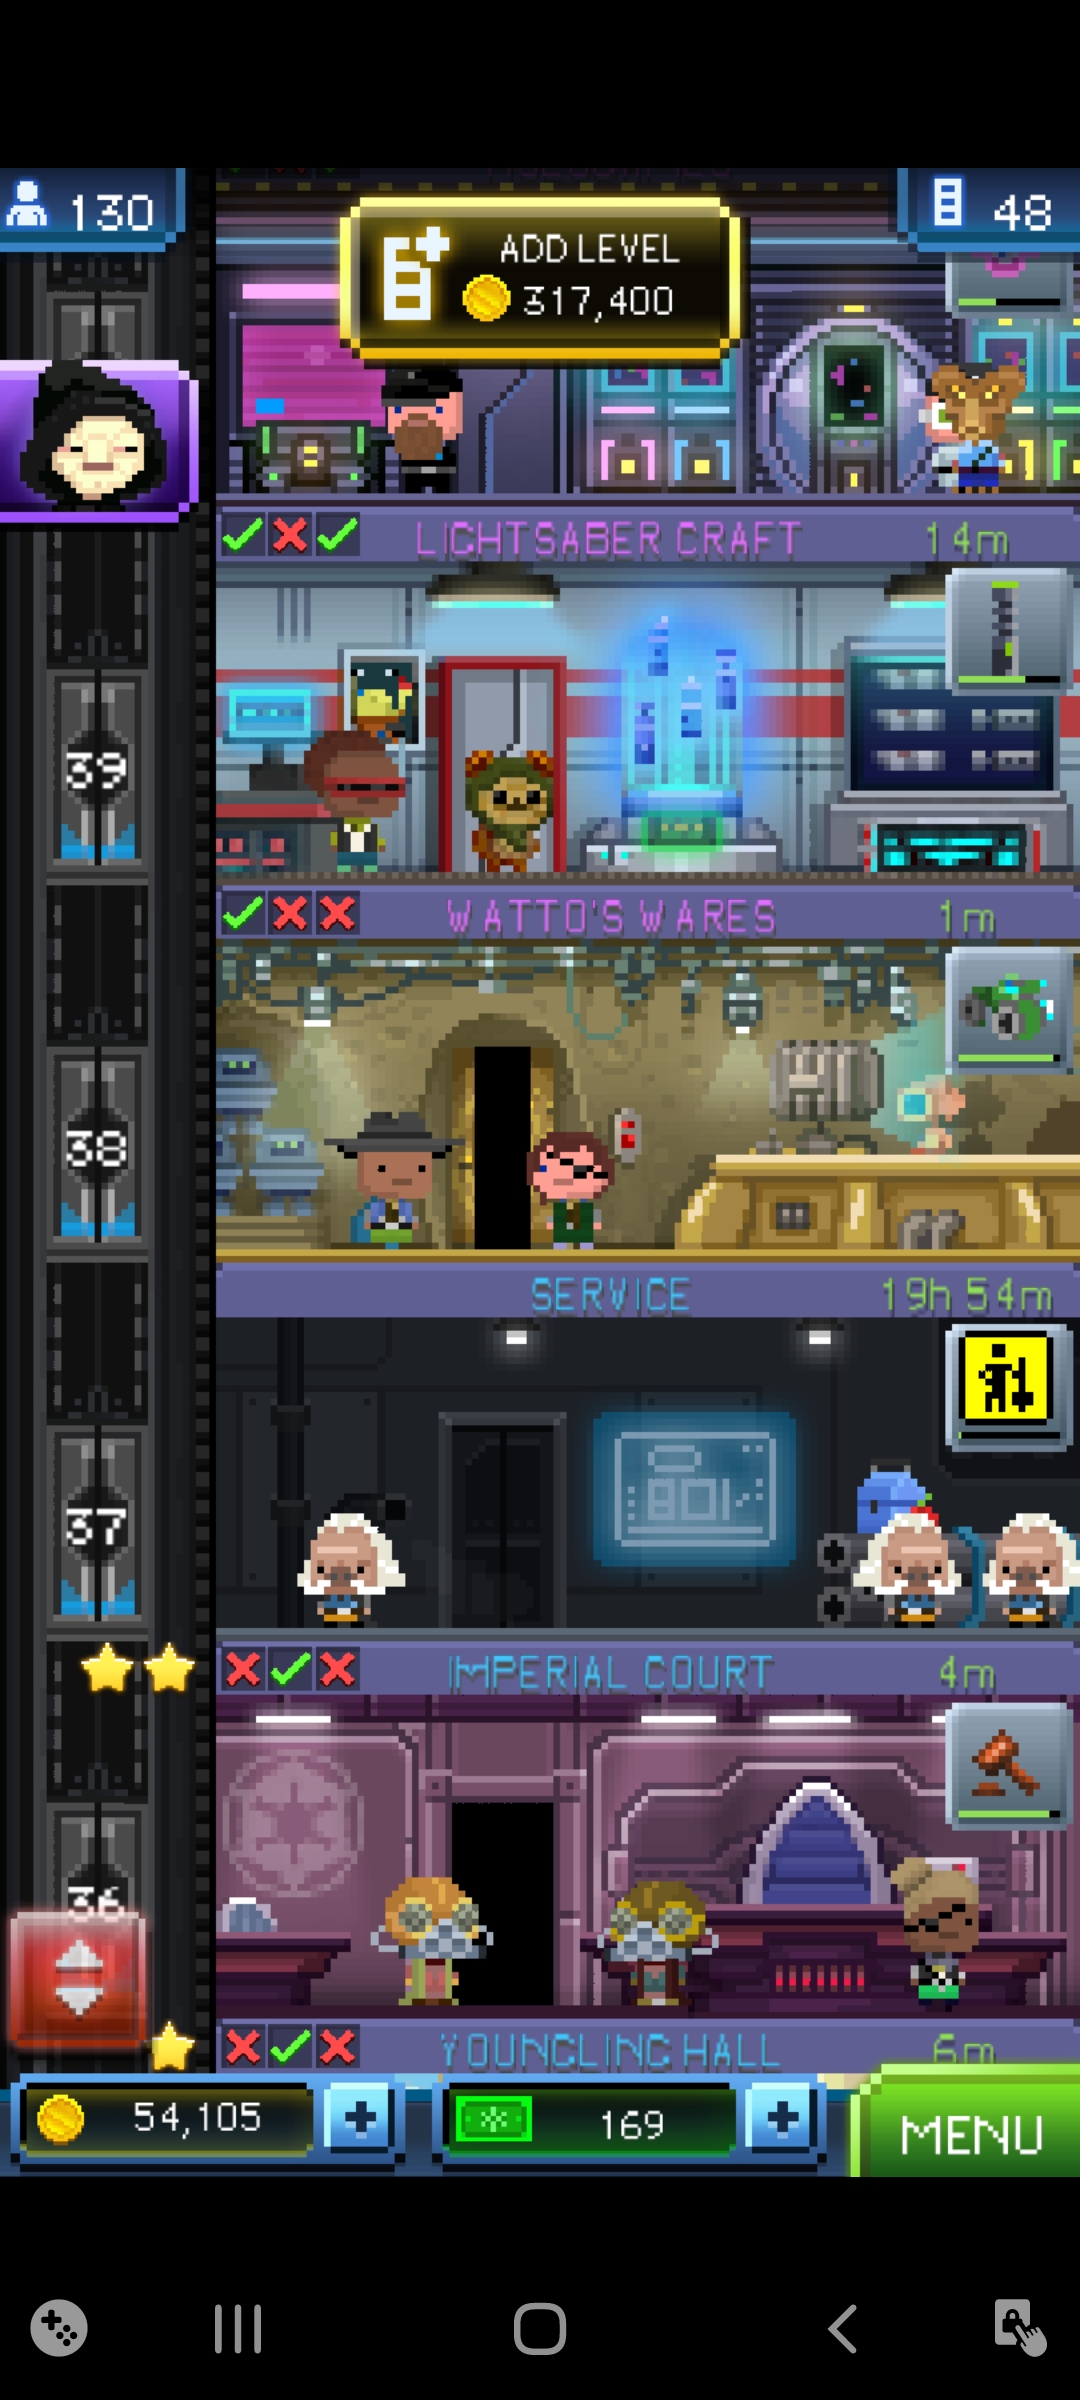 130
ADD LEVEL
317,400
48
LIGHTSABER CRAFT 14m
39
WATTO'S WARES 1m
38
SERVICE 19h 54m
37
IMPERIAL COURT 4m
36
YOUNGLING HALL 6m
54,105
169
MENU